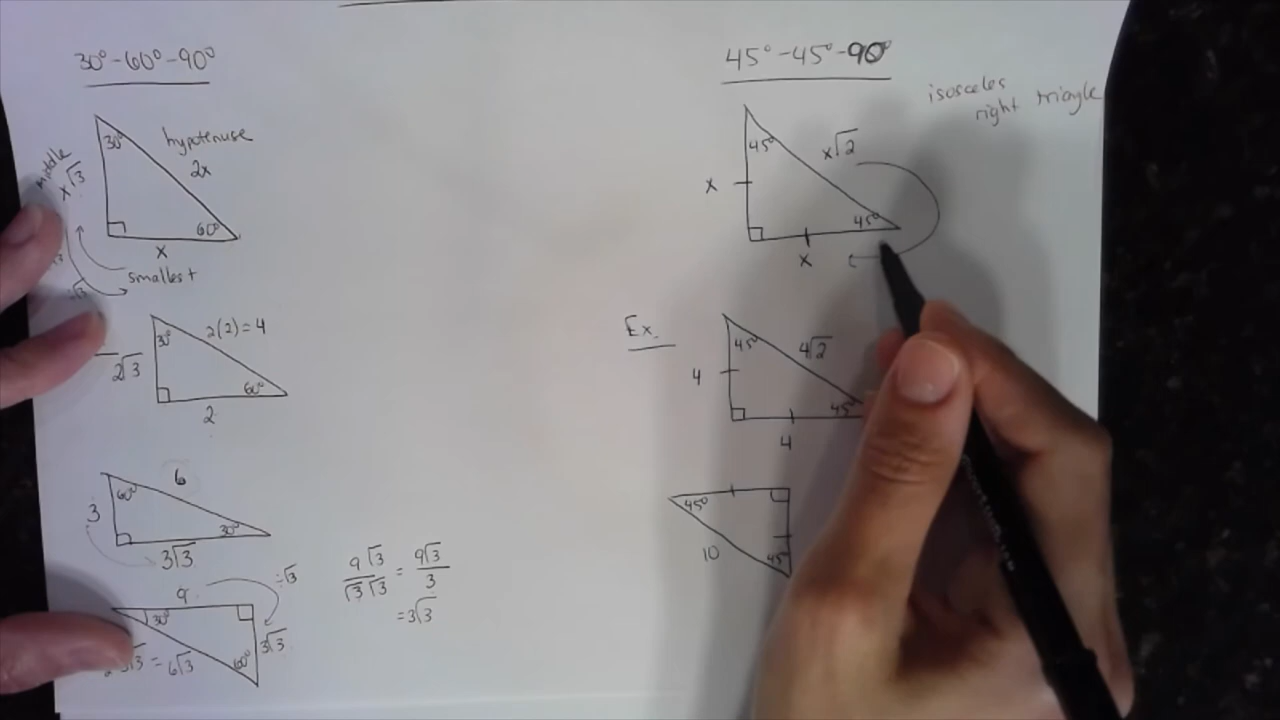 30°-60°-90°
30°
hypotenuse
2x
middle
x√3
60°
x
smallest
÷√3
30°
2(2)=4
2√3
60°
2
60°
6
3
30°
3√3
9
÷√3
30°
3√3
60°
3√3 = 6√3
9 √3 = 9√3
√3 √3 3
=3√3
45°-45°-90°
isosceles
right triangle
45°
x√2
x
45°
x
Ex.
45°
4√2
4
45°
4
45°
10
45°